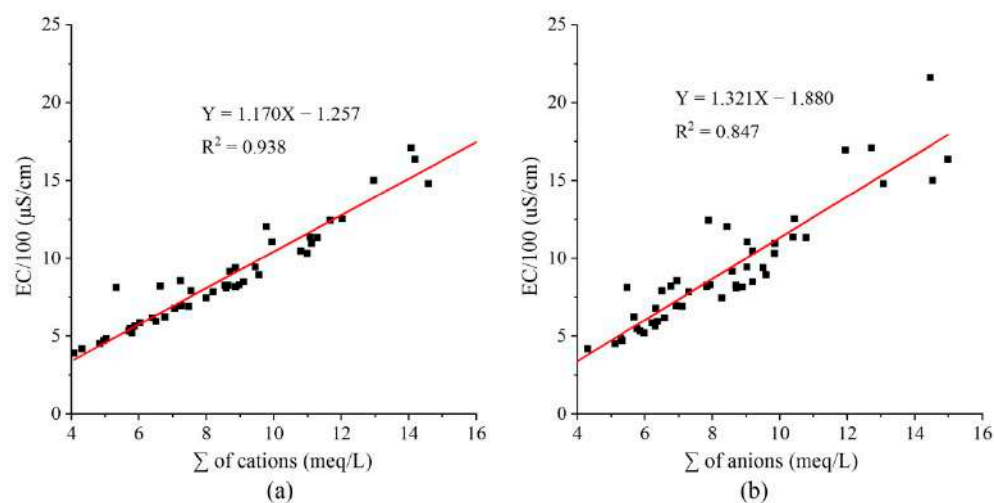 25
20
15
10
5
0
EC/100 (μS/cm)
Y = 1.170X − 1.257
R² = 0.938
4 6 8 10 12 14 16
∑ of cations (meq/L)
(a)
25
20
15
10
5
0
EC/100 (uS/cm)
Y = 1.321X − 1.880
R² = 0.847
4 6 8 10 12 14 16
∑ of anions (meq/L)
(b)